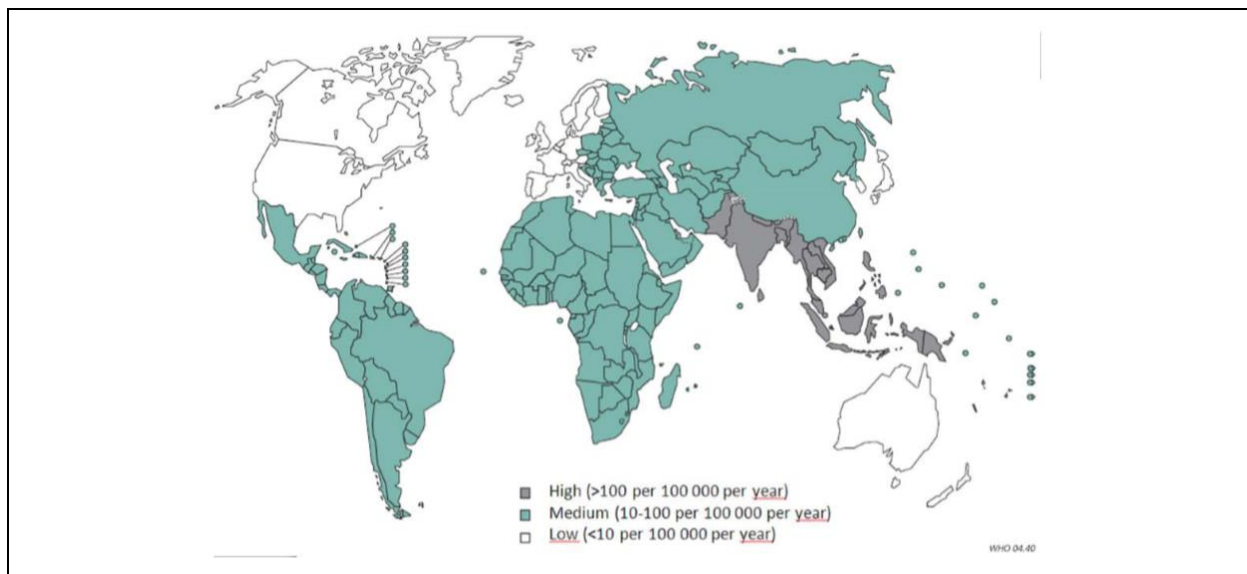 High (>100 per 100 000 per year)
Medium (10-100 per 100 000 per year)
Low (<10 per 100 000 per year)
WHO 04.40